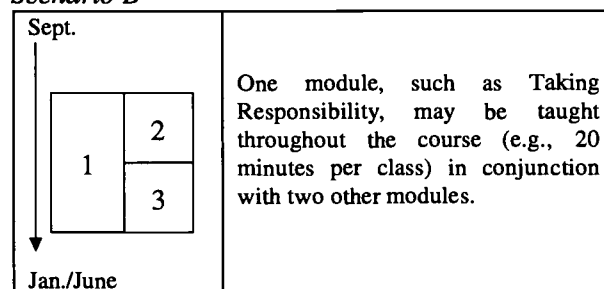 Scenario B
Sept.
1
2
3
Jan./June
One module, such as Taking
Responsibility, may be taught
throughout the course (e.g., 20
minutes per class) in conjunction
with two other modules.